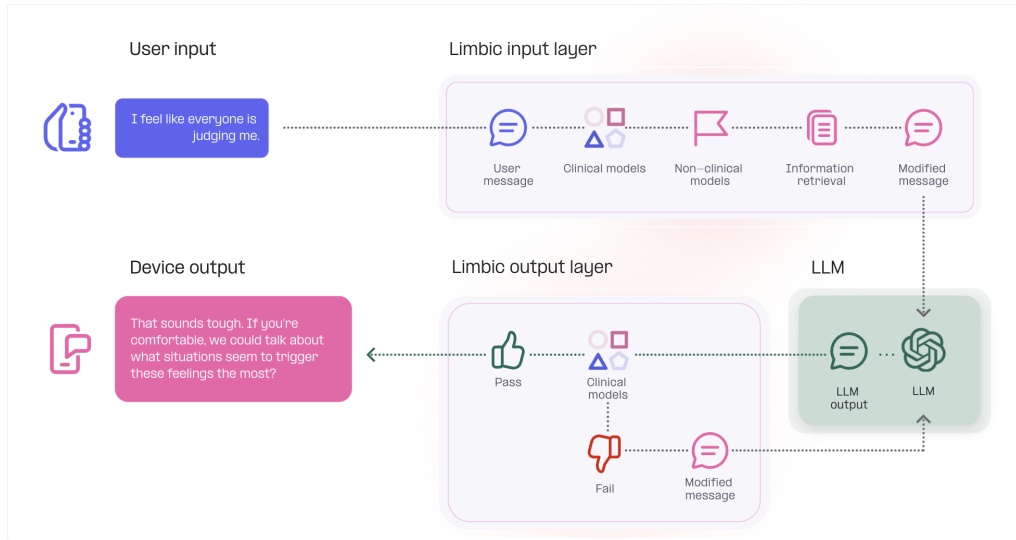 User input
Limbic input layer
I feel like everyone is
judging me.
User
message
Clinical models
Non-clinical
models
Information
retrieval
Modified
message
Device output
Limbic output layer
LLM
That sounds tough. If you're
comfortable, we could talk about
what situations seem to trigger
these feelings the most?
Pass
Clinical
models
LLM
output
LLM
Fail
Modified
message